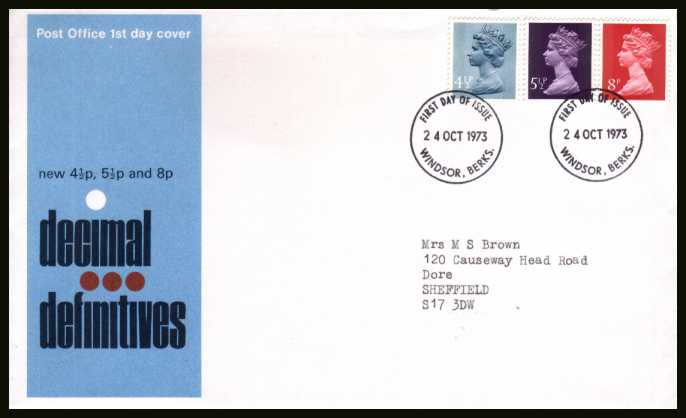 Post Office 1st day cover
new 4½p, 5½p and 8p
decimal
definitives
4½P
5½P
8P
FIRST DAY OF ISSUE
24 OCT 1973
WINDSOR, BERKS.
FIRST DAY OF ISSUE
24 OCT 1973
WINDSOR, BERKS.
Mrs M S Brown
120 Causeway Head Road
Dore
SHEFFIELD
S17 3DW